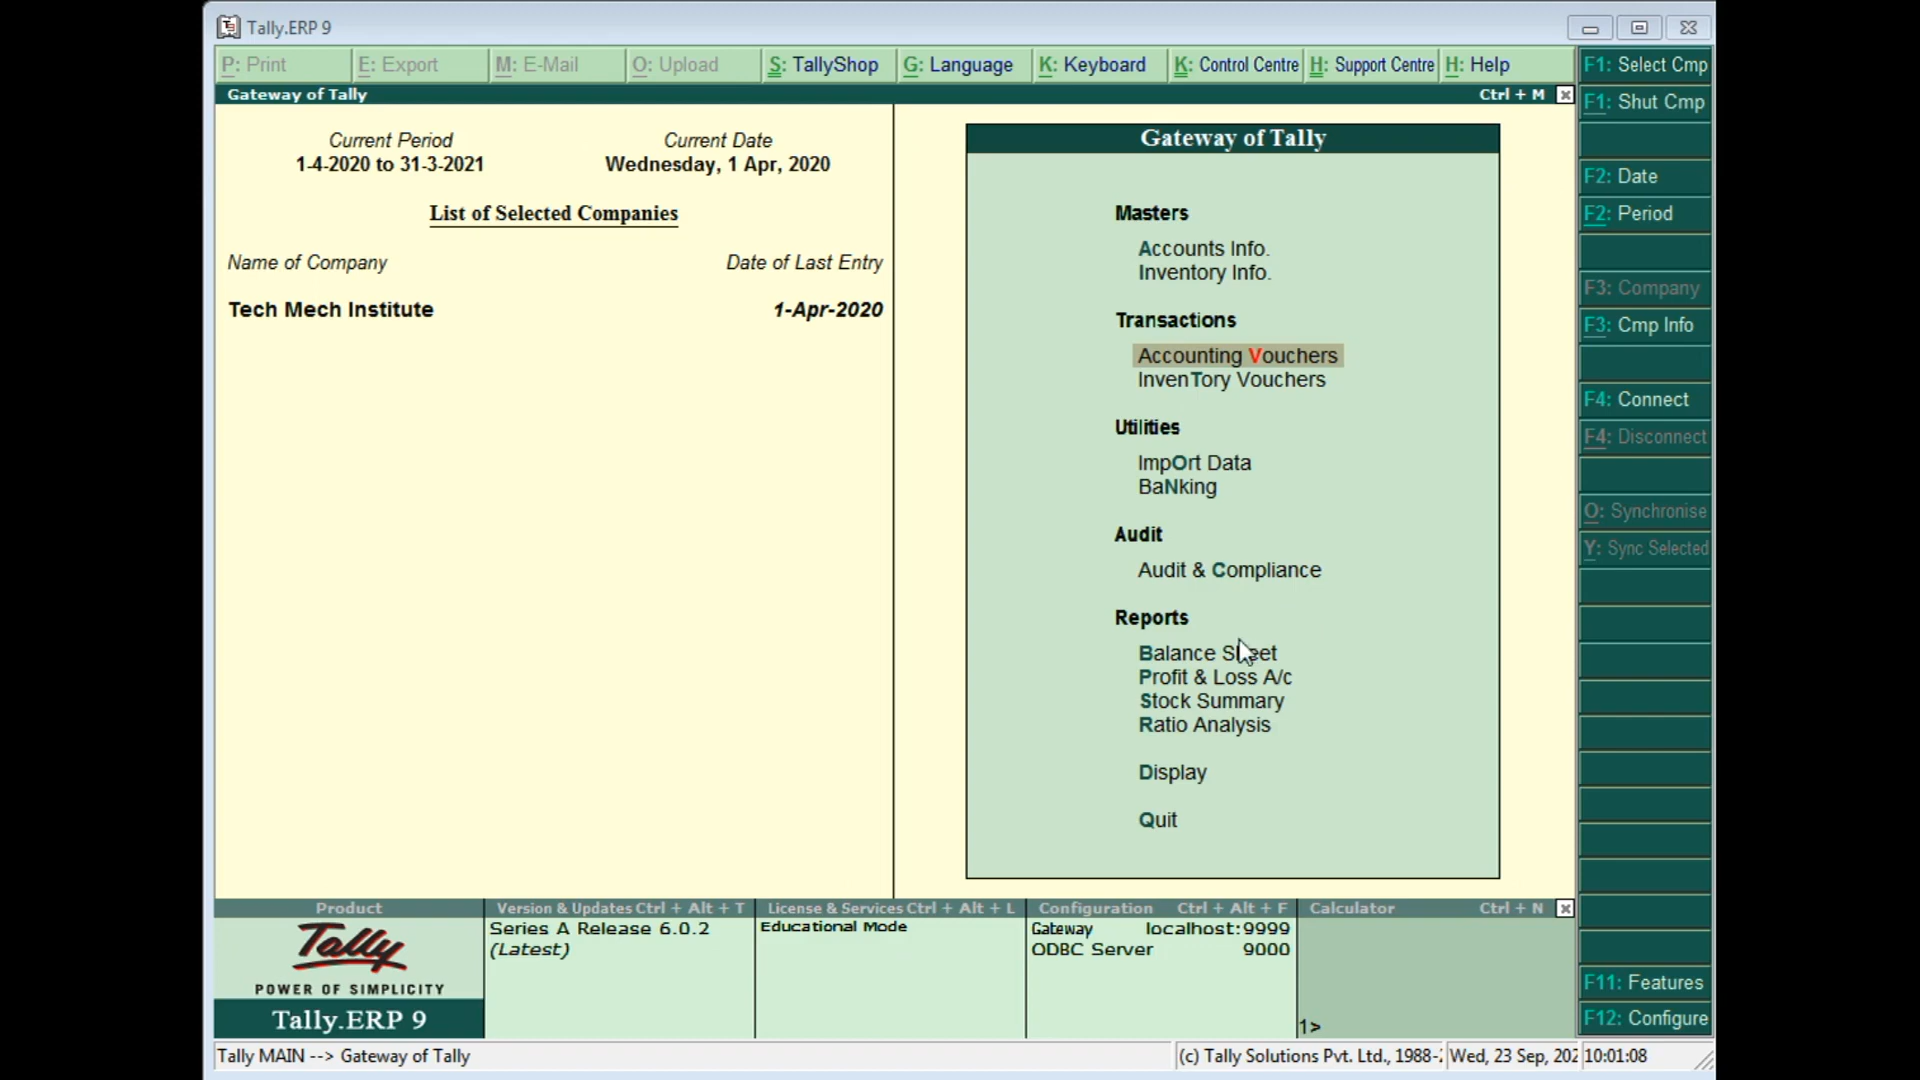 Tally.ERP 9
P: Print E: Export M: E-Mail O: Upload S: TallyShop G: Language K: Keyboard K: Control Centre H: Support Centre H: Help
Gateway of Tally Ctrl + M
Current Period Current Date
1-4-2020 to 31-3-2021 Wednesday, 1 Apr, 2020
List of Selected Companies
Name of Company Date of Last Entry
Tech Mech Institute 1-Apr-2020
Gateway of Tally
Masters
Accounts Info.
Inventory Info.
Transactions
Accounting Vouchers
InvenTory Vouchers
Utilities
ImpOrt Data
BaNking
Audit
Audit & Compliance
Reports
Balance Sheet
Profit & Loss A/c
Stock Summary
Ratio Analysis
Display
Quit
F1: Select Cmp
F1: Shut Cmp
F2: Date
F2: Period
F3: Company
F3: Cmp Info
F4: Connect
F4: Disconnect
O: Synchronise
Y: Sync Selected
F11: Features
F12: Configure
Product
Tally
POWER OF SIMPLICITY
Tally.ERP 9
Version & Updates Ctrl + Alt + T
Series A Release 6.0.2
(Latest)
License & Services Ctrl + Alt + L
Educational Mode
Configuration Ctrl + Alt + F
Gateway localhost:9999
ODBC Server 9000
Calculator Ctrl + N
1>
Tally MAIN --> Gateway of Tally (c) Tally Solutions Pvt. Ltd., 1988-2 Wed, 23 Sep, 202 10:01:08